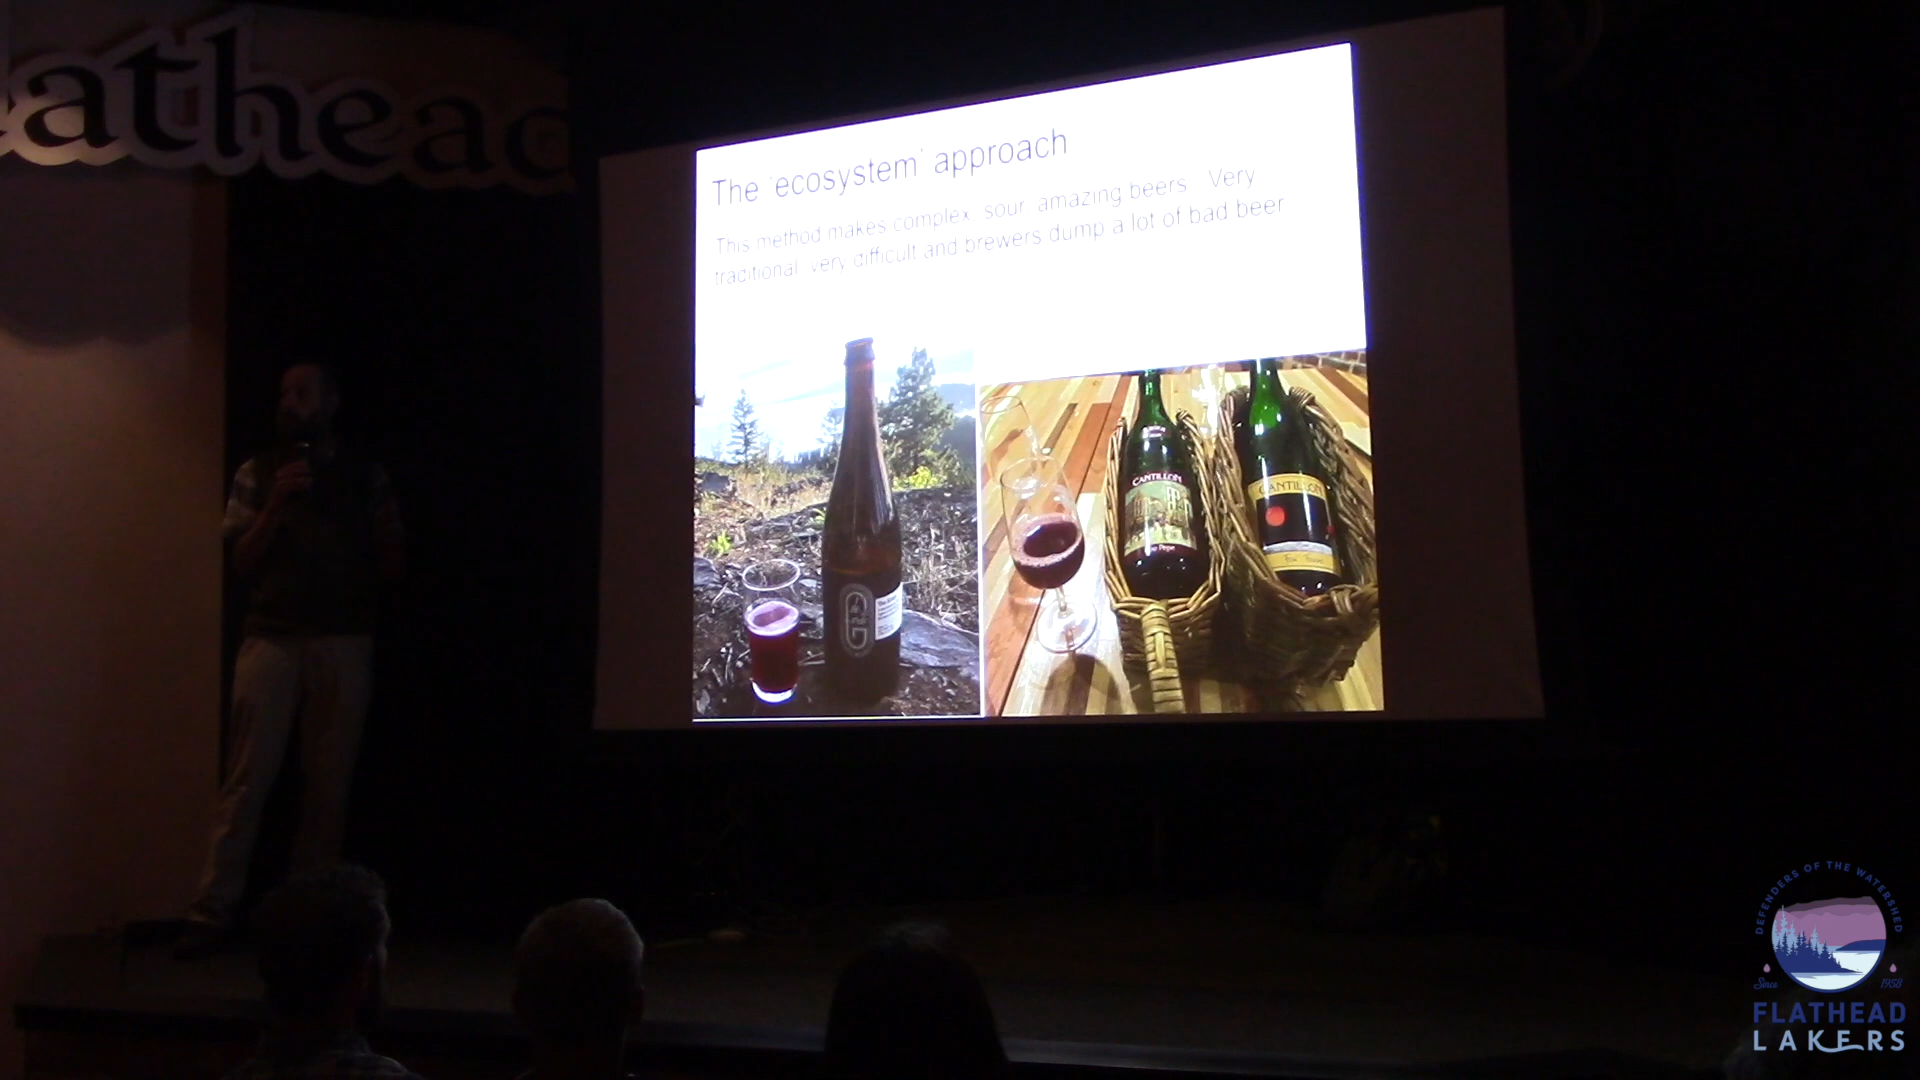 eathead
The 'ecosystem' approach
This method makes complex, sour, amazing beers. Very
traditional, very difficult and brewers dump a lot of bad beer
CANTILLON
CANTILLON
DEFENDERS OF THE WATERSHED
Since 1958
FLATHEAD
LAKERS